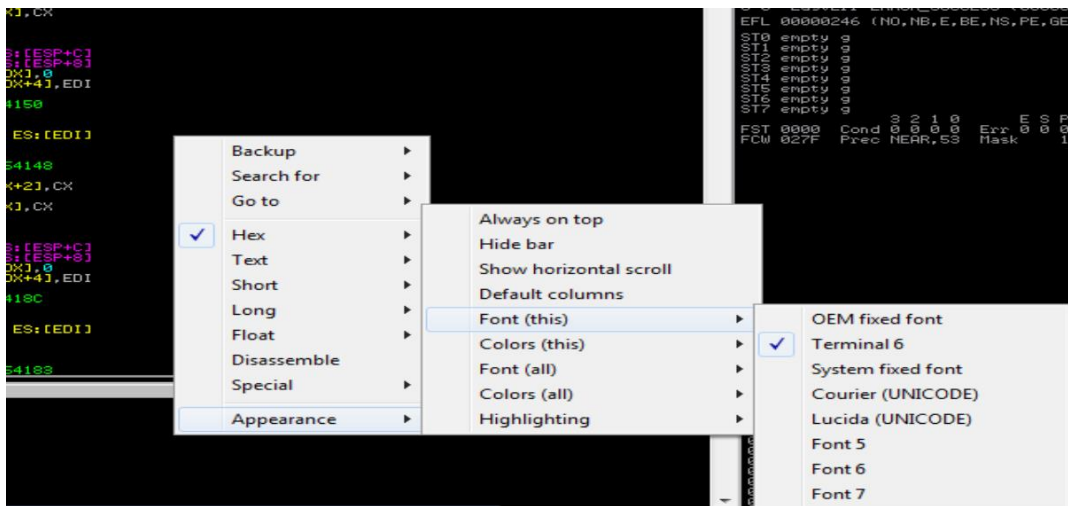 X],CX
S:[ESP+C]
S:[ESP+8]
DX],0
DX+4],EDI
4150
ES:[EDI]
54148
X+2],CX
X],CX
S:[ESP+C]
S:[ESP+8]
DX],0
DX+4],EDI
418C
ES:[EDI]
54183
EFL 00000246 (NO,NB,E,BE,NS,PE,GE
ST0 empty g
ST1 empty g
ST2 empty g
ST3 empty g
ST4 empty g
ST5 empty g
ST6 empty g
ST7 empty g
3 2 1 0 E S P
FST 0000 Cond 0 0 0 0 Err 0 0 0
FCW 027F Prec NEAR,53 Mask 1
Backup
Search for
Go to
Hex
Text
Short
Long
Float
Disassemble
Special
Appearance
Always on top
Hide bar
Show horizontal scroll
Default columns
Font (this)
Colors (this)
Font (all)
Colors (all)
Highlighting
OEM fixed font
Terminal 6
System fixed font
Courier (UNICODE)
Lucida (UNICODE)
Font 5
Font 6
Font 7